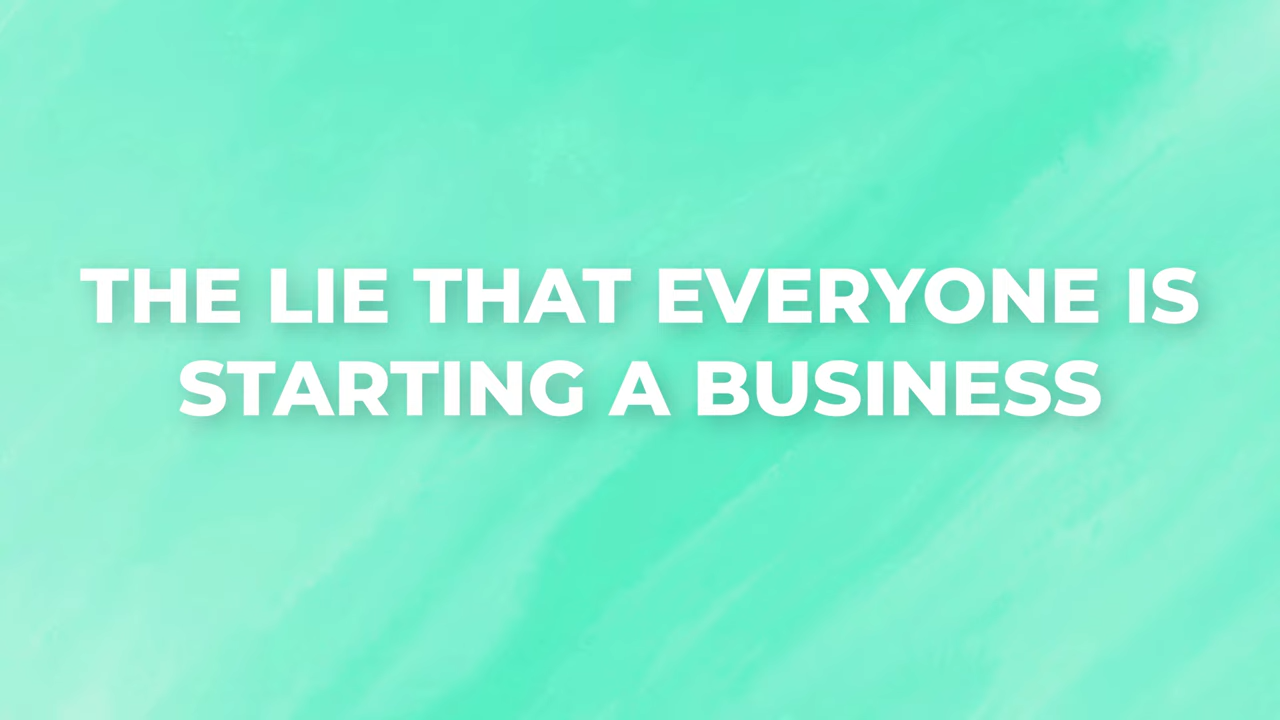 THE LIE THAT EVERYONE IS
STARTING A BUSINESS